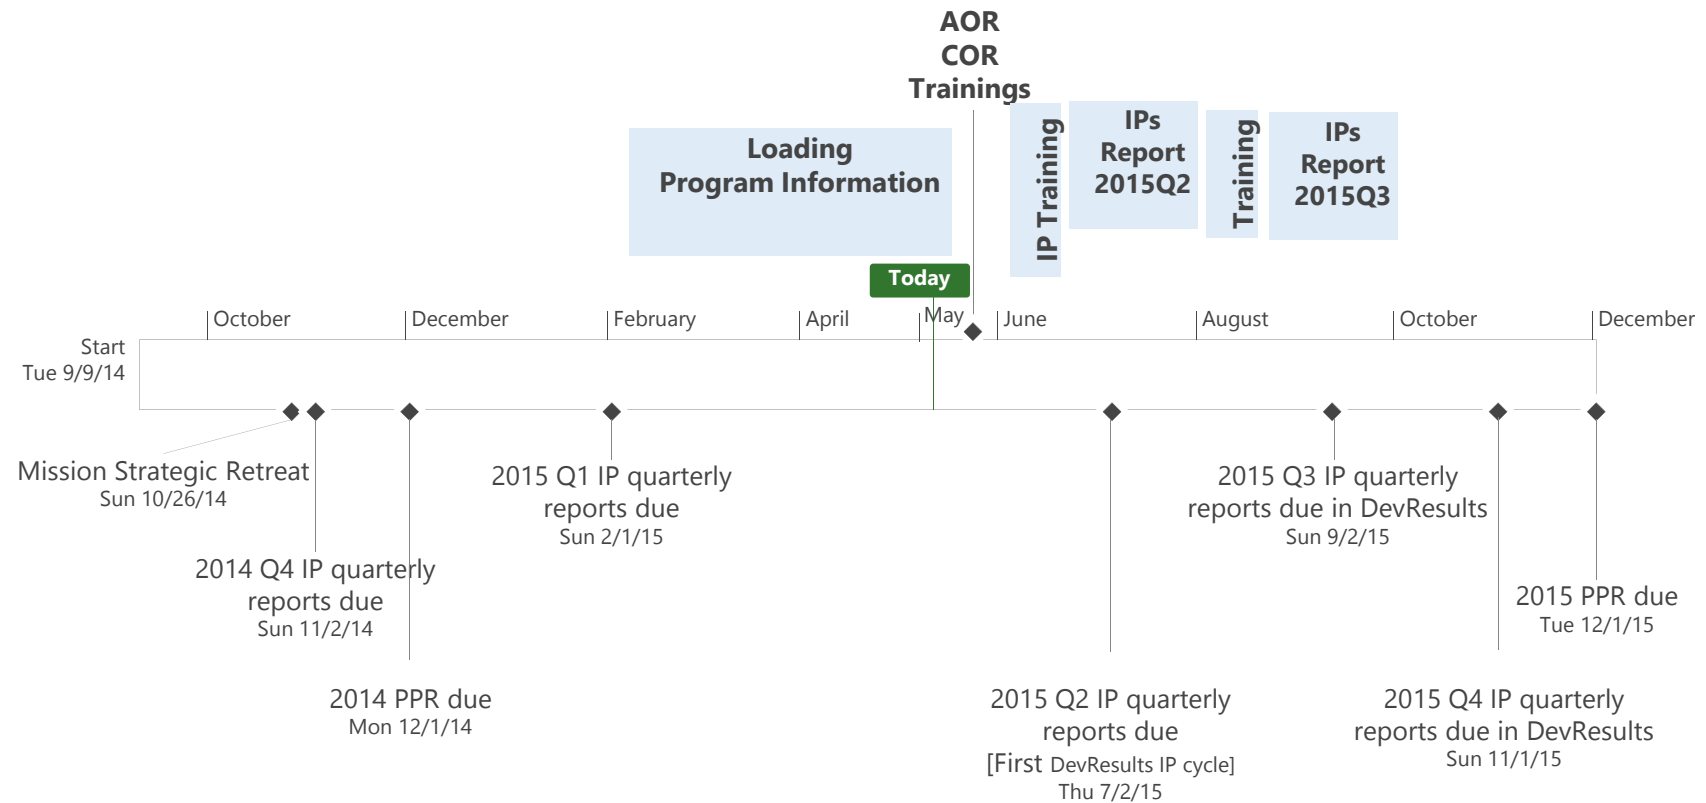 AOR
COR
Trainings
Loading
Program Information
IP Training
IPs
Report
2015Q2
Training
IPs
Report
2015Q3
Today
October
December
February
April
May
June
August
October
December
Start
Tue 9/9/14
Mission Strategic Retreat
Sun 10/26/14
2014 Q4 IP quarterly
reports due
Sun 11/2/14
2014 PPR due
Mon 12/1/14
2015 Q1 IP quarterly
reports due
Sun 2/1/15
2015 Q2 IP quarterly
reports due
[First DevResults IP cycle]
Thu 7/2/15
2015 Q3 IP quarterly
reports due in DevResults
Sun 9/2/15
2015 Q4 IP quarterly
reports due in DevResults
Sun 11/1/15
2015 PPR due
Tue 12/1/15